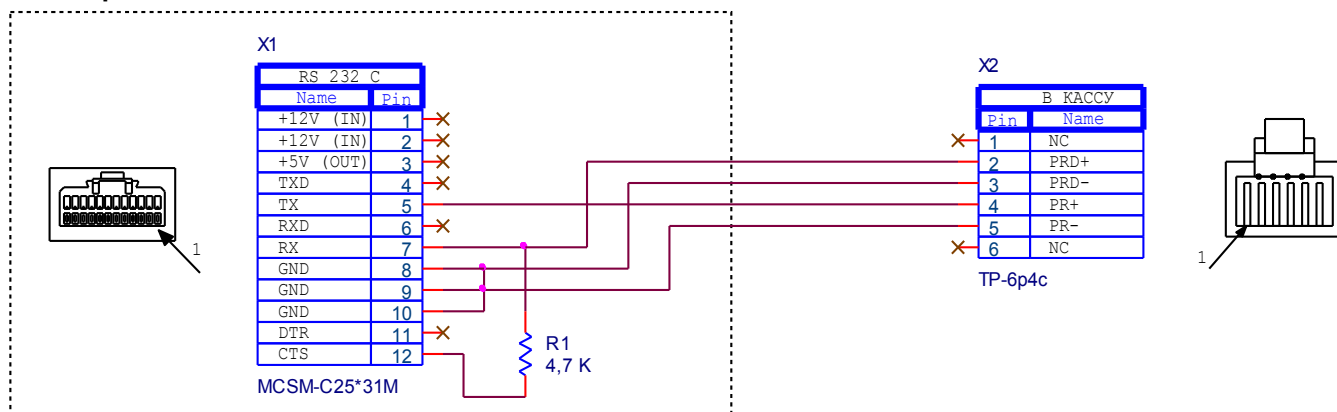 X1
RS 232 C
Name Pin
+12V (IN) 1
+12V (IN) 2
+5V (OUT) 3
TXD 4
TX 5
RXD 6
RX 7
GND 8
GND 9
GND 10
DTR 11
CTS 12
MCSM-C25*31M
1
R1
4,7 K
X2
В КАССУ
Pin Name
1 NC
2 PRD+
3 PRD-
4 PR+
5 PR-
6 NC
TP-6p4c
1